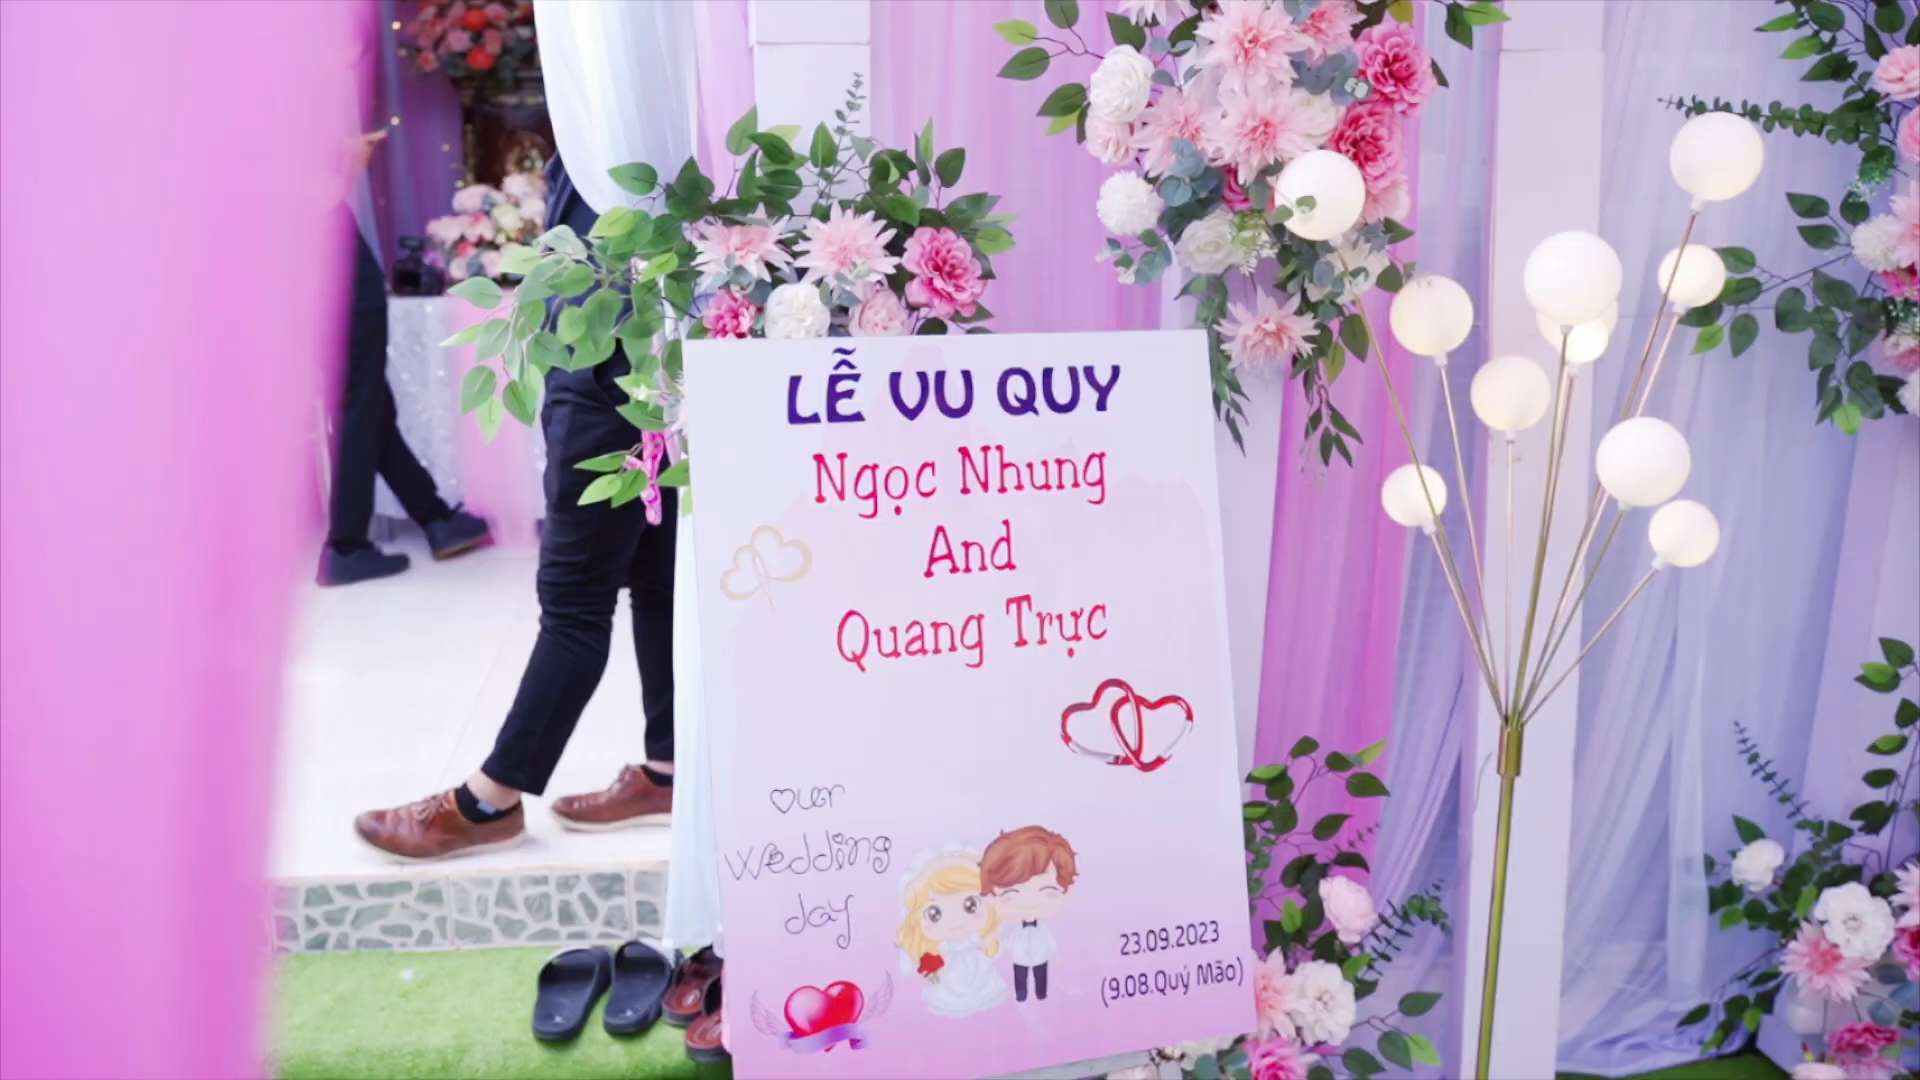 LỄ VU QUY
Ngọc Nhung
And
Quang Trực
our
wedding
day
23.09.2023
(9.08.Quý Mão)